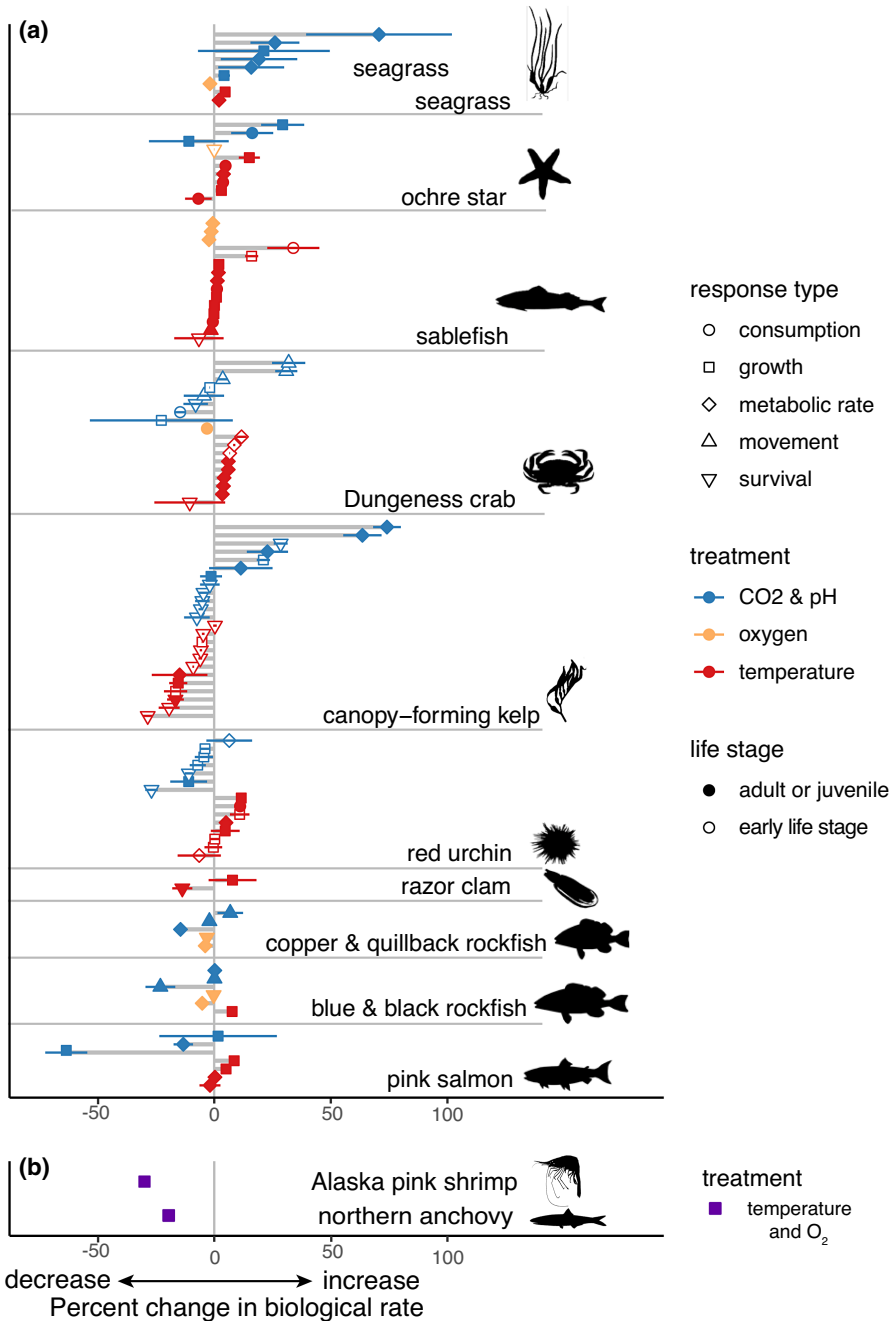 (a)
seagrass
seagrass
ochre star
sablefish
Dungeness crab
canopy−forming kelp
red urchin
razor clam
copper & quillback rockfish
blue & black rockfish
pink salmon
-50 0 50 100
response type
consumption
growth
metabolic rate
movement
survival
treatment
CO2 & pH
oxygen
temperature
life stage
adult or juvenile
early life stage
(b)
Alaska pink shrimp
northern anchovy
treatment
temperature
and O₂
-50 0 50 100
decrease increase
Percent change in biological rate